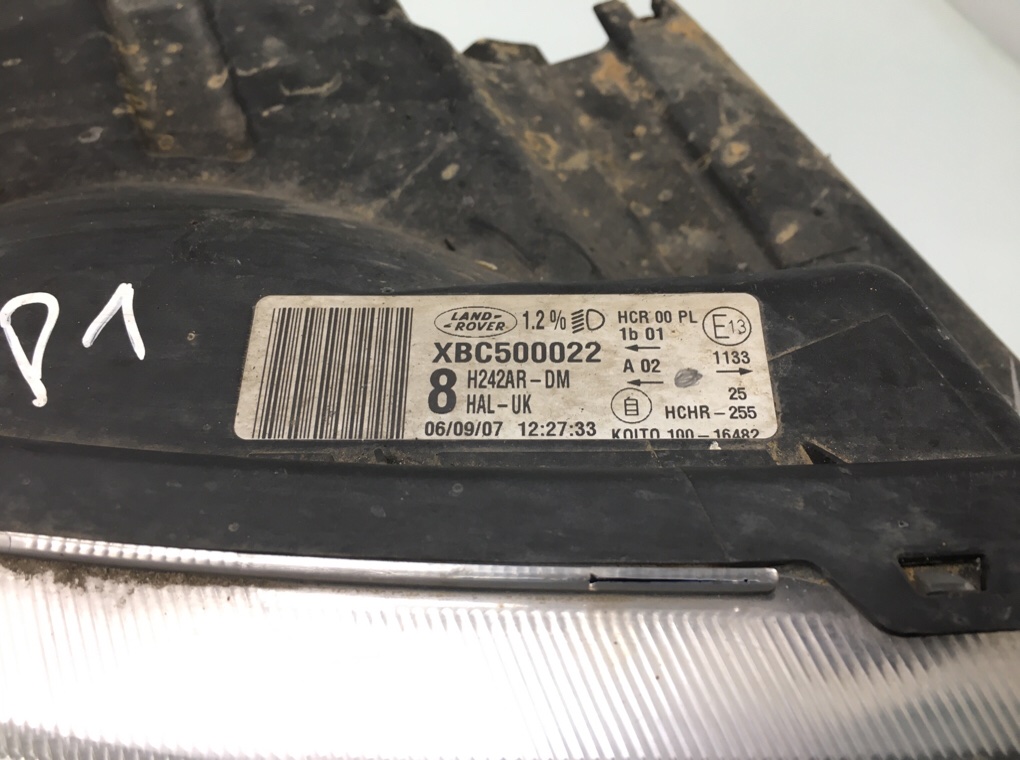 D1
LAND-
ROVER
1.2%
XBC500022
8
H242AR-DM
HAL-UK
06/09/07 12:27:33
HCR 00 PL
1b 01
A 02
E13
1133
25
HCHR-255
KOITO 100-16482